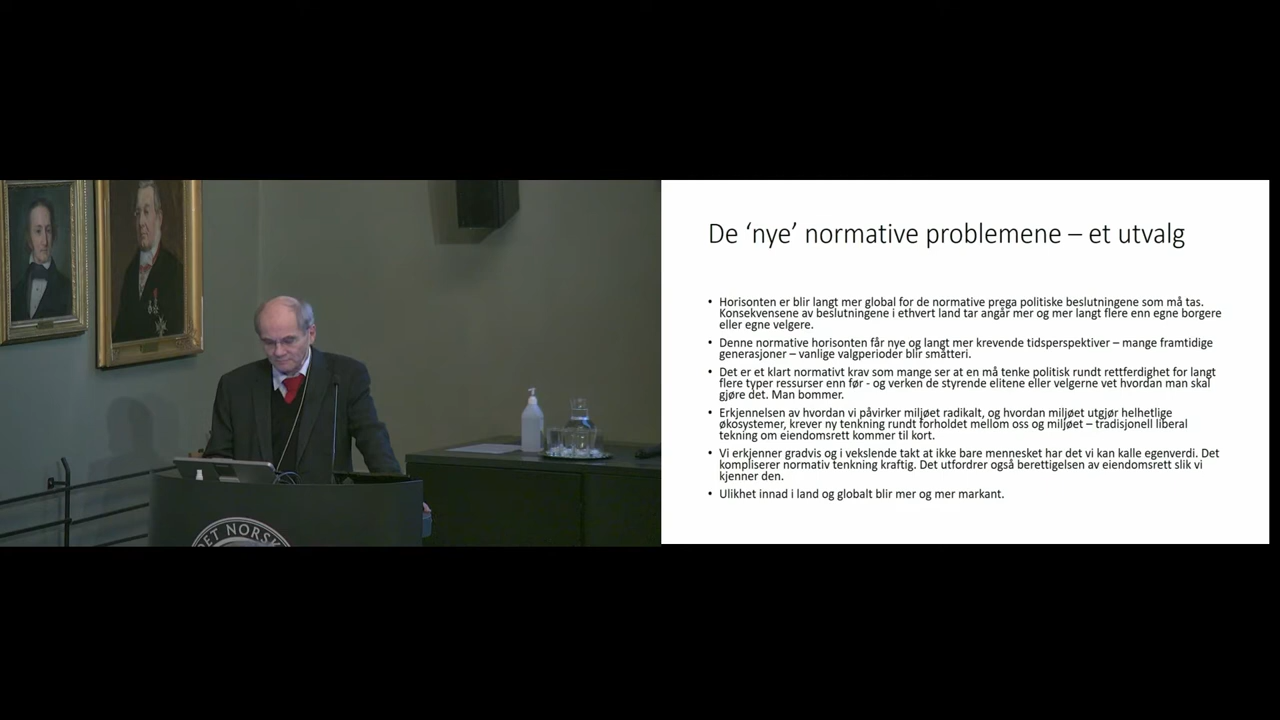 De ‘nye’ normative problemene – et utvalg
• Horisonten er blir langt mer global for de normative prega politiske beslutningene som må tas.
Konsekvensene av beslutningene i ethvert land tar angår mer og mer langt flere enn egne borgere
eller egne velgere.
• Denne normative horisonten får nye og langt mer krevende tidsperspektiver – mange framtidige
generasjoner – vanlige valgperioder blir småtteri.
• Det er et klart normativt krav som mange ser at en må tenke politisk rundt rettferdighet for langt
flere typer ressurser enn før - og verken de styrende elitene eller velgerne vet hvordan man skal
gjøre det. Man bommer.
• Erkjennelsen av hvordan vi påvirker miljøet radikalt, og hvordan miljøet utgjør helhetlige
økosystemer, krever ny tenkning rundt forholdet mellom oss og miljøet – tradisjonell liberal
tekning om eiendomsrett kommer til kort.
• Vi erkjenner gradvis og i vekslende takt at ikke bare mennesket har det vi kan kalle egenverdi. Det
kompliserer normativ tenkning kraftig. Det utfordrer også berettigelsen av eiendomsrett slik vi
kjenner den.
• Ulikhet innad i land og globalt blir mer og mer markant.
DET NORSK